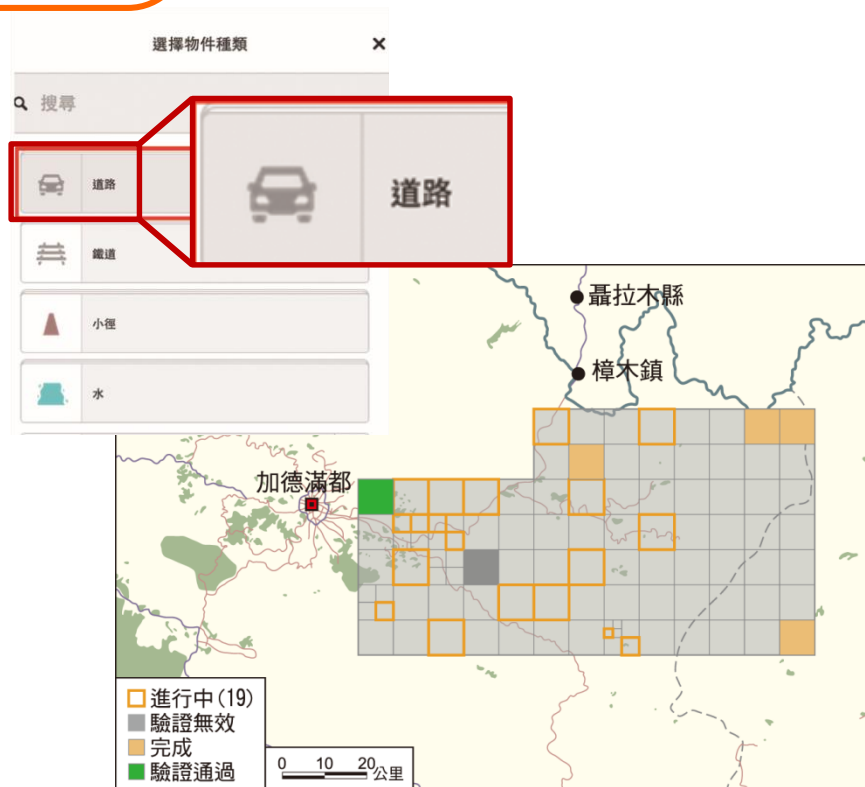 選擇物件種類 ×
搜尋
道路
道路
鐵道
小徑
水
聶拉木縣
樟木鎮
加德滿都
進行中(19)
驗證無效
完成
驗證通過
0 10 20公里